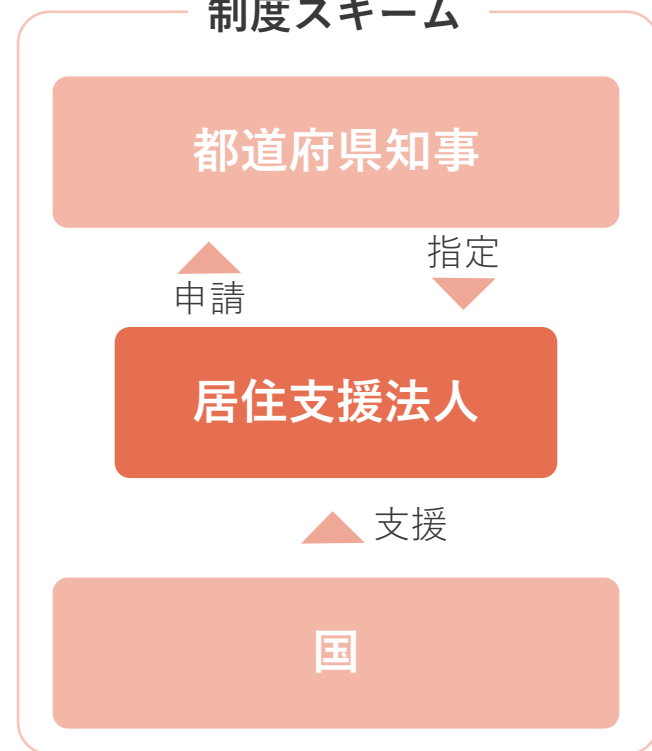 制度スキーム
都道府県知事
指定
申請
居住支援法人
支援
国